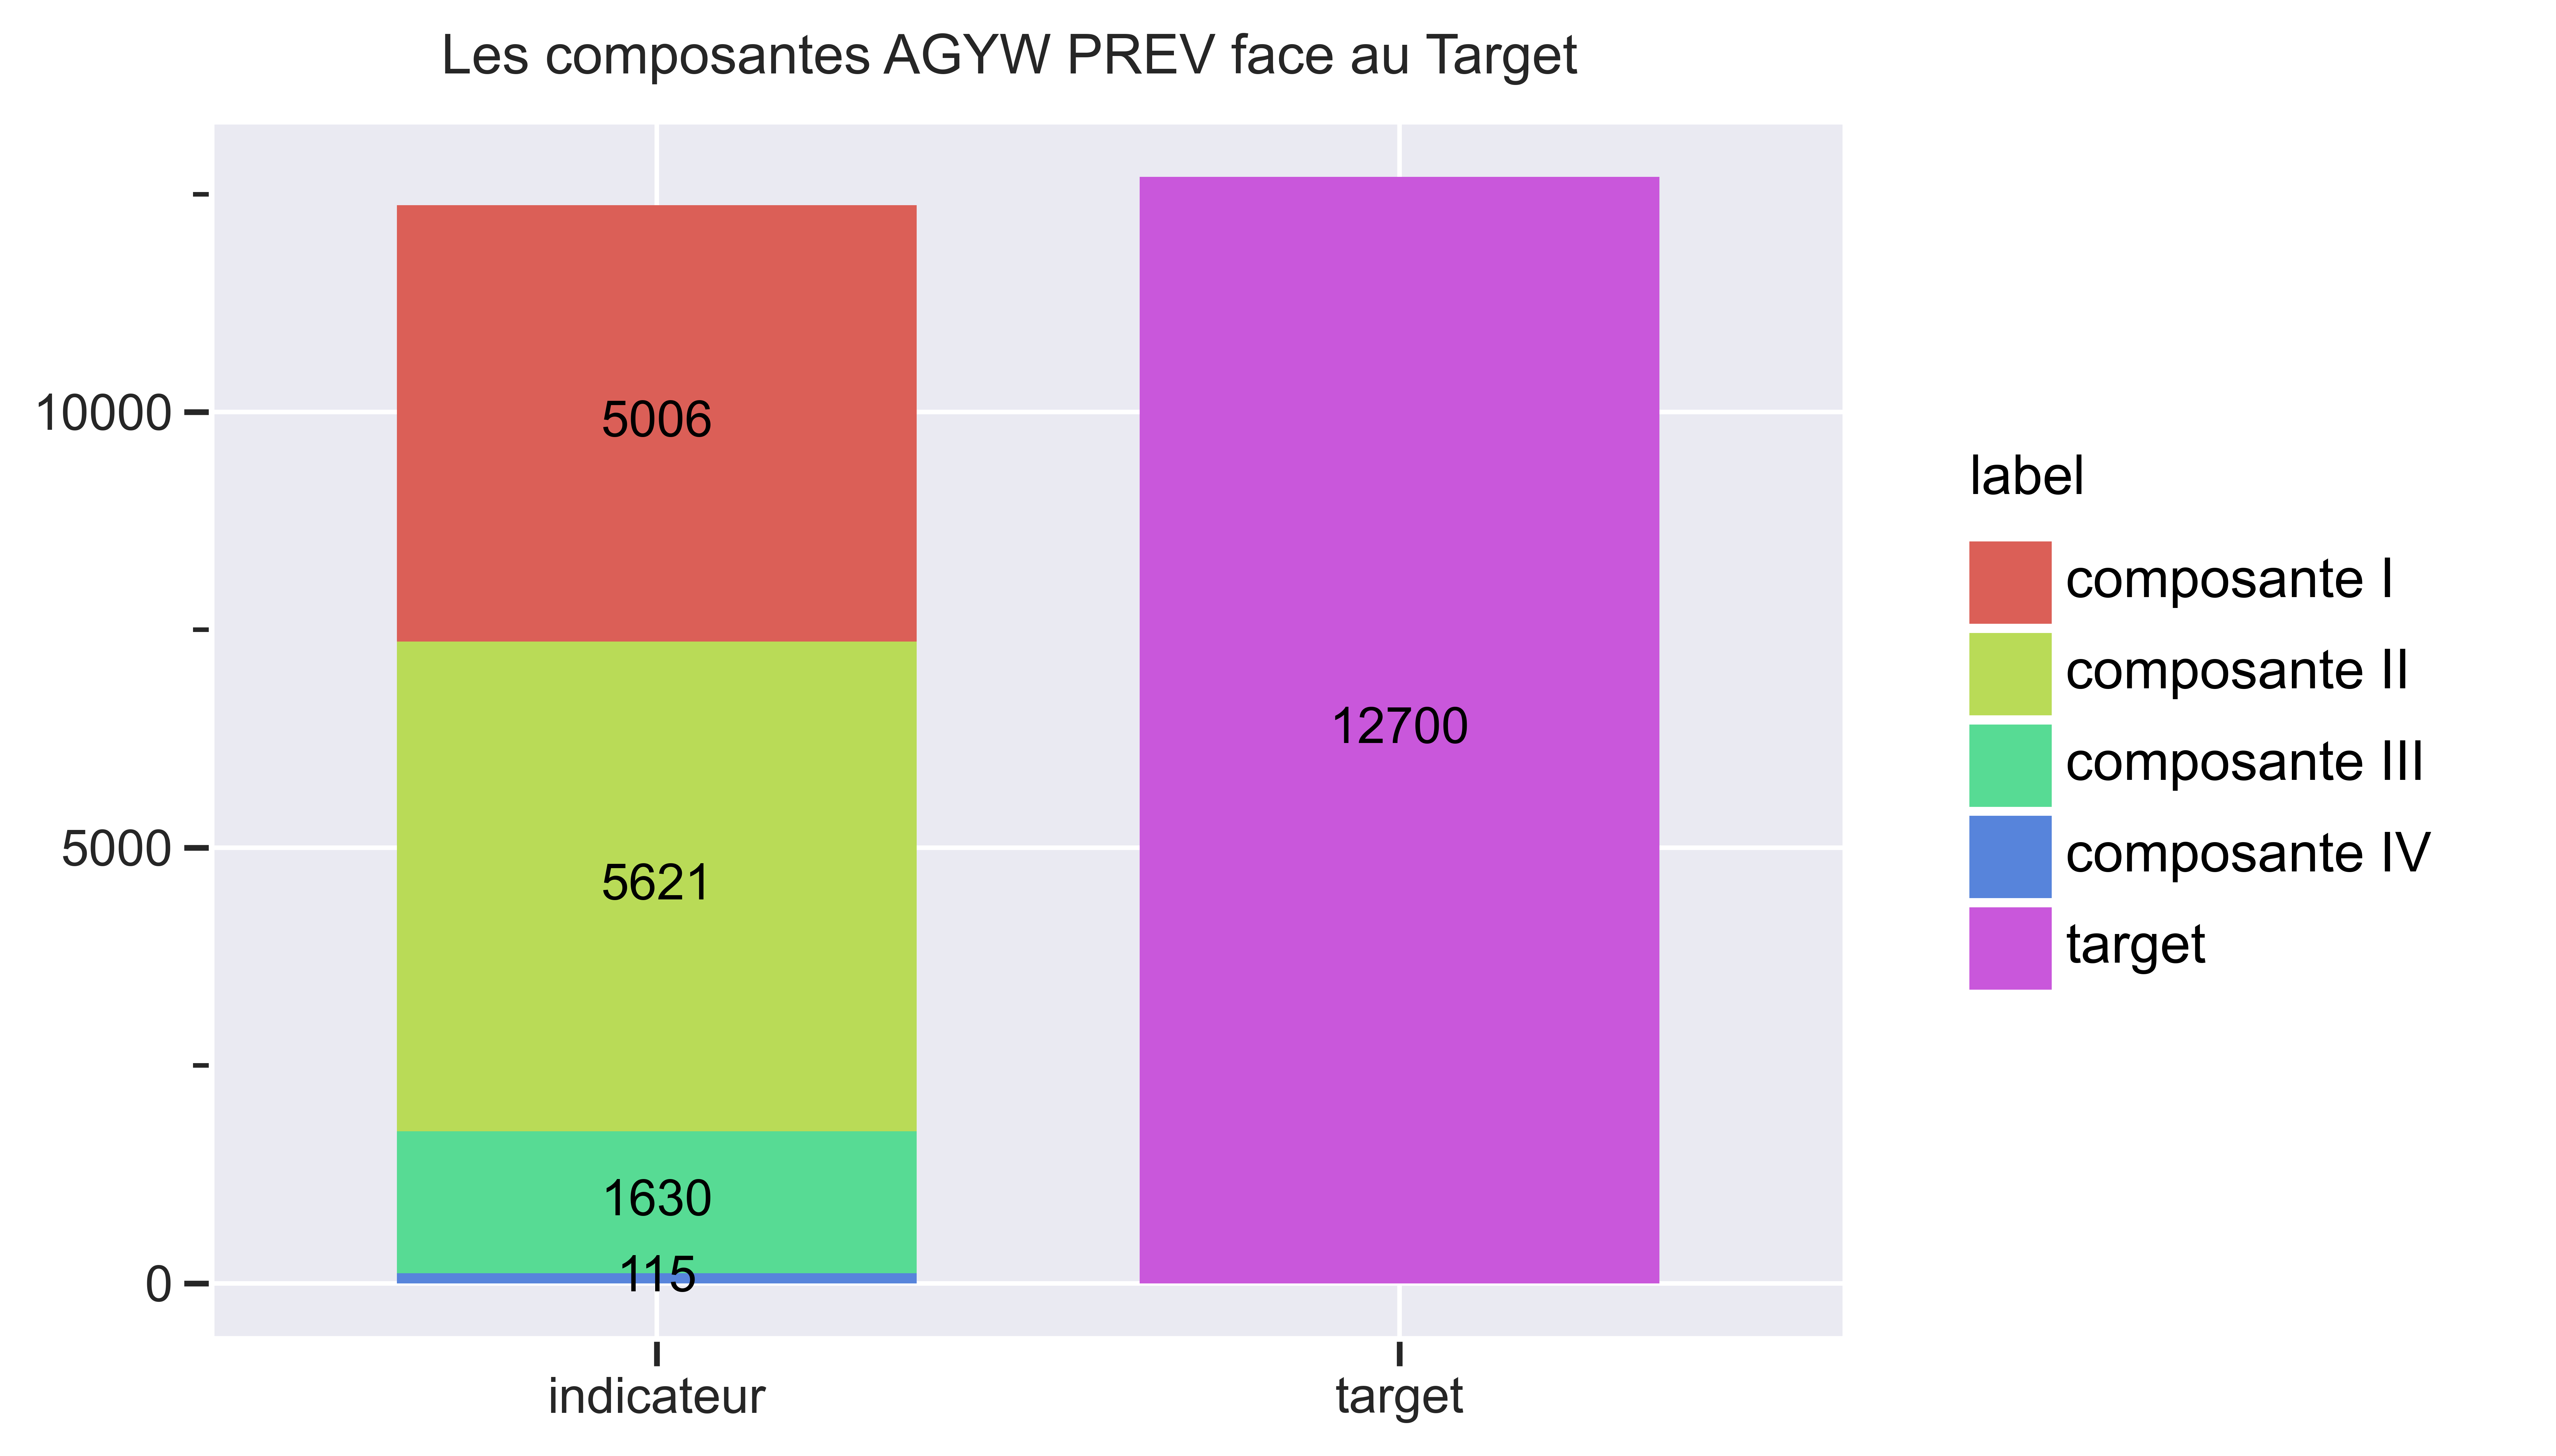 Les composantes AGYW PREV face au Target
10000
5000
0
5006
5621
1630
115
12700
indicateur
target
label
composante I
composante II
composante III
composante IV
target